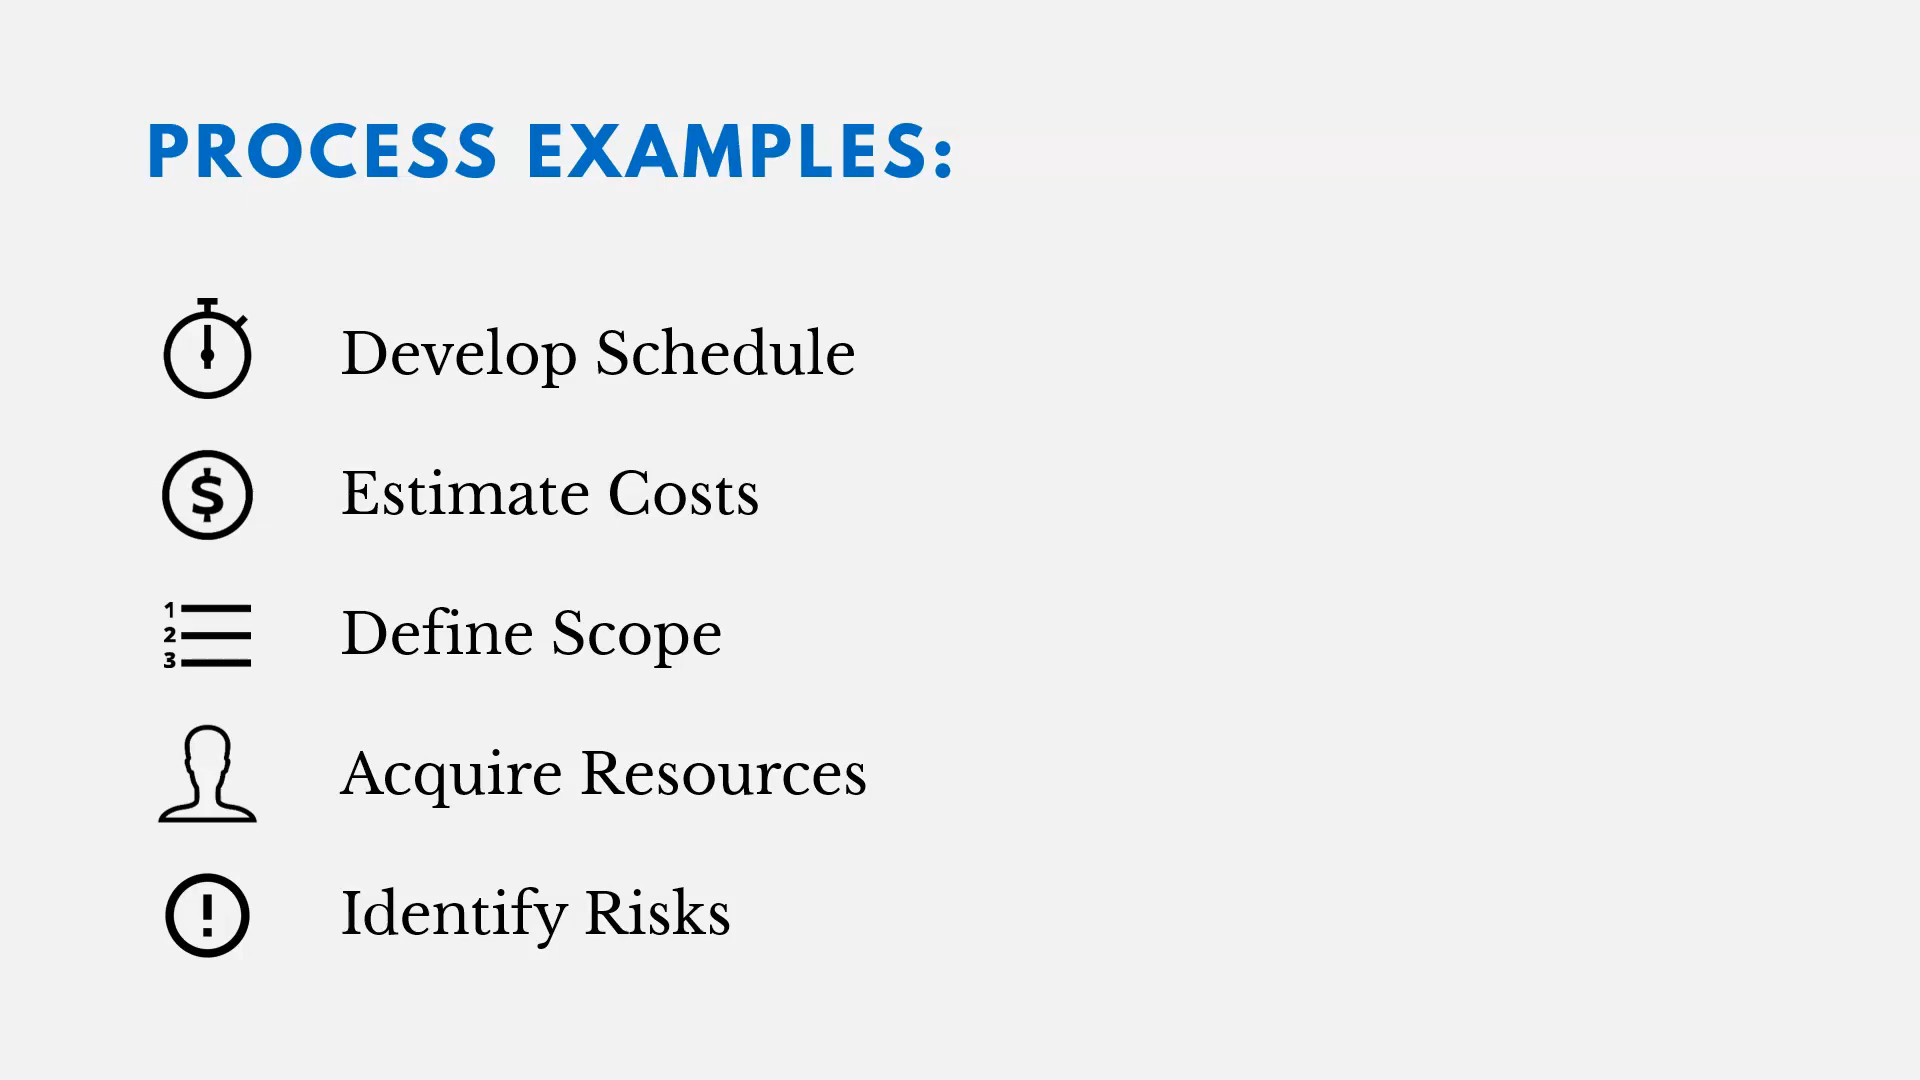 PROCESS EXAMPLES:
Develop Schedule
$
Estimate Costs
1
2
3
Define Scope
Acquire Resources
!
Identify Risks